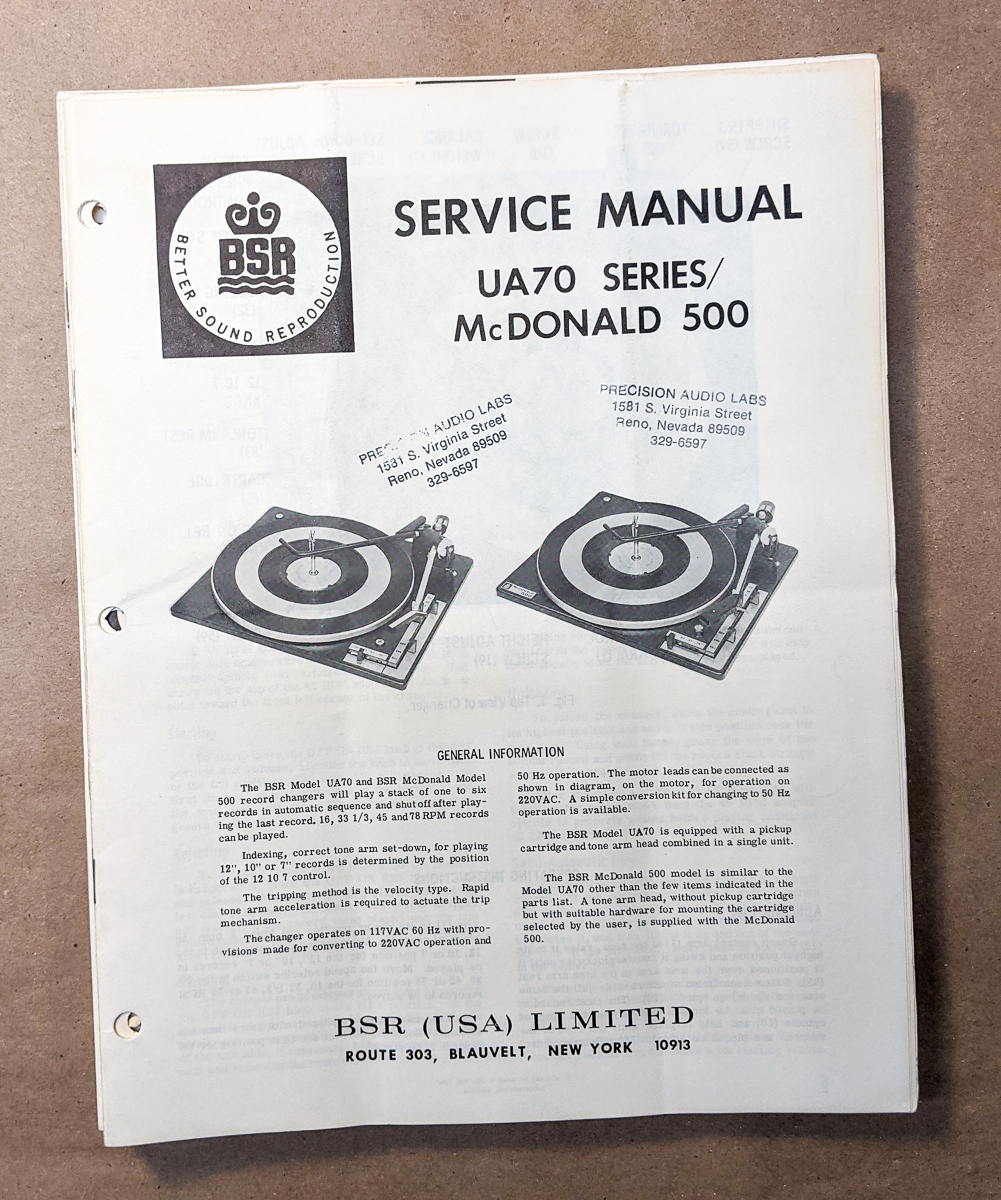 BSR
BETTER SOUND REPRODUCTION
SERVICE MANUAL
UA70 SERIES/
McDONALD 500
PRECISION AUDIO LABS
1581 S. Virginia Street
Reno, Nevada 89509
329-6597
PRECISION AUDIO LABS
1581 S. Virginia Street
Reno, Nevada 89509
329-6597
GENERAL INFORMATION
The BSR Model UA70 and BSR McDonald Model
500 record changers will play a stack of one to six
records in automatic sequence and shut off after play-
ing the last record. 16, 33 1/3, 45 and 78 RPM records
can be played.
Indexing, correct tone arm set-down, for playing
12", 10" or 7" records is determined by the position
of the 12 10 7 control.
The tripping method is the velocity type. Rapid
tone arm acceleration is required to actuate the trip
mechanism.
The changer operates on 117VAC 60 Hz with pro-
visions made for converting to 220VAC operation and
50 Hz operation. The motor leads can be connected as
shown in diagram, on the motor, for operation on
220VAC. A simple conversion kit for changing to 50 Hz
operation is available.
The BSR Model UA70 is equipped with a pickup
cartridge and tone arm head combined in a single unit.
The BSR McDonald 500 model is similar to the
Model UA70 other than the few items indicated in the
parts list. A tone arm head, without pickup cartridge
but with suitable hardware for mounting the cartridge
selected by the user, is supplied with the McDonald
500.
BSR (USA) LIMITED
ROUTE 303, BLAUVELT, NEW YORK 10913